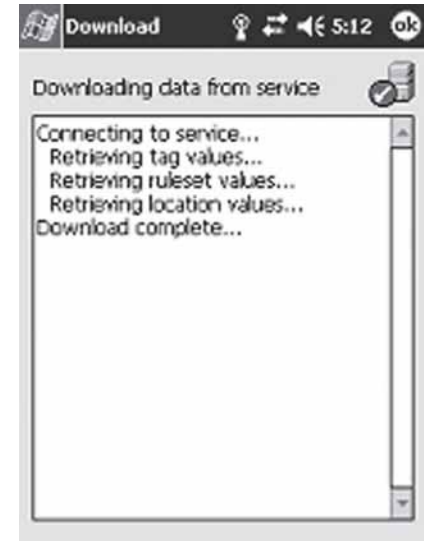 Download 5:12 ok
Downloading data from service
Connecting to service...
Retrieving tag values...
Retrieving ruleset values...
Retrieving location values...
Download complete...